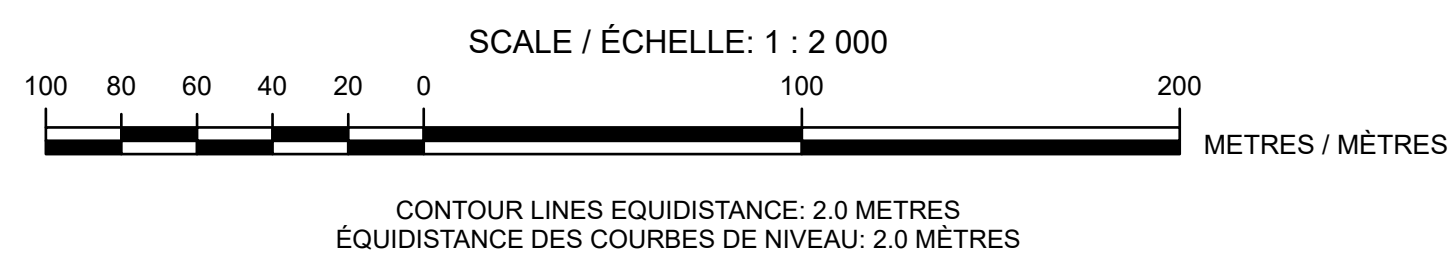 SCALE / ÉCHELLE: 1 : 2 000
100 80 60 40 20 0 100 200
METRES / MÈTRES
CONTOUR LINES EQUIDISTANCE: 2.0 METRES
ÉQUIDISTANCE DES COURBES DE NIVEAU: 2.0 MÈTRES